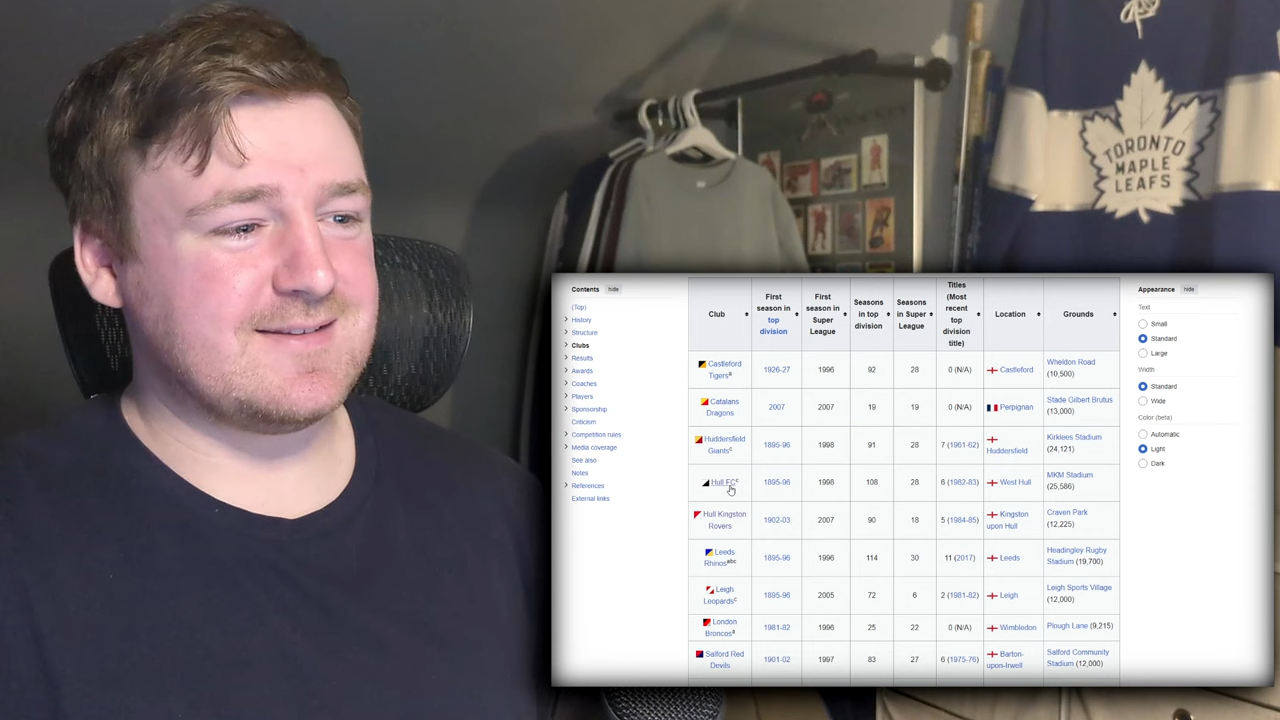 TORONTO
MAPLE
LEAFS
Contents hide
(Top)
History
Structure
Clubs
Results
Awards
Coaches
Players
Sponsorship
Criticism
Competition rules
Media coverage
See also
Notes
References
External links
Club
First
season in
top
division
First
season in
Super
League
Seasons
in top
division
Seasons
in Super
League
Titles
(Most
recent
top
division
title)
Location
Grounds
Castleford
Tigersᵃ
1926-27
1996
92
28
0 (N/A)
Castleford
Wheldon Road
(10,500)
Catalans
Dragons
2007
2007
19
19
0 (N/A)
Perpignan
Stade Gilbert Brutus
(13,000)
Huddersfield
Giantsᶜ
1895-96
1998
91
28
7 (1961-62)
Huddersfield
Kirklees Stadium
(24,121)
Hull FCᶜ
1895-96
1998
108
28
6 (1982-83)
West Hull
MKM Stadium
(25,586)
Hull Kingston
Rovers
1902-03
2007
90
18
5 (1984-85)
Kingston
upon Hull
Craven Park
(12,225)
Leeds
Rhinosᵃᵇᶜ
1895-96
1996
114
30
11 (2017)
Leeds
Headingley Rugby
Stadium (19,700)
Leigh
Leopardsᶜ
1895-96
2005
72
6
2 (1981-82)
Leigh
Leigh Sports Village
(12,000)
London
Broncosᵃ
1981-82
1996
25
22
0 (N/A)
Wimbledon
Plough Lane (9,215)
Salford Red
Devils
1901-02
1997
83
27
6 (1975-76)
Barton-
upon-Irwell
Salford Community
Stadium (12,000)
Appearance hide
Text
Small
Standard
Large
Width
Standard
Wide
Color (beta)
Automatic
Light
Dark